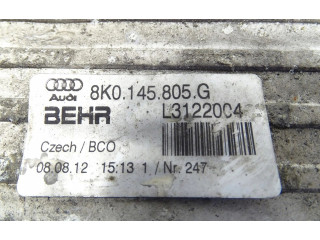 8K0.145.805.G
Audi
BEHR L3122004
Czech / BCO
08.08.12 15:13 1 / Nr. 247